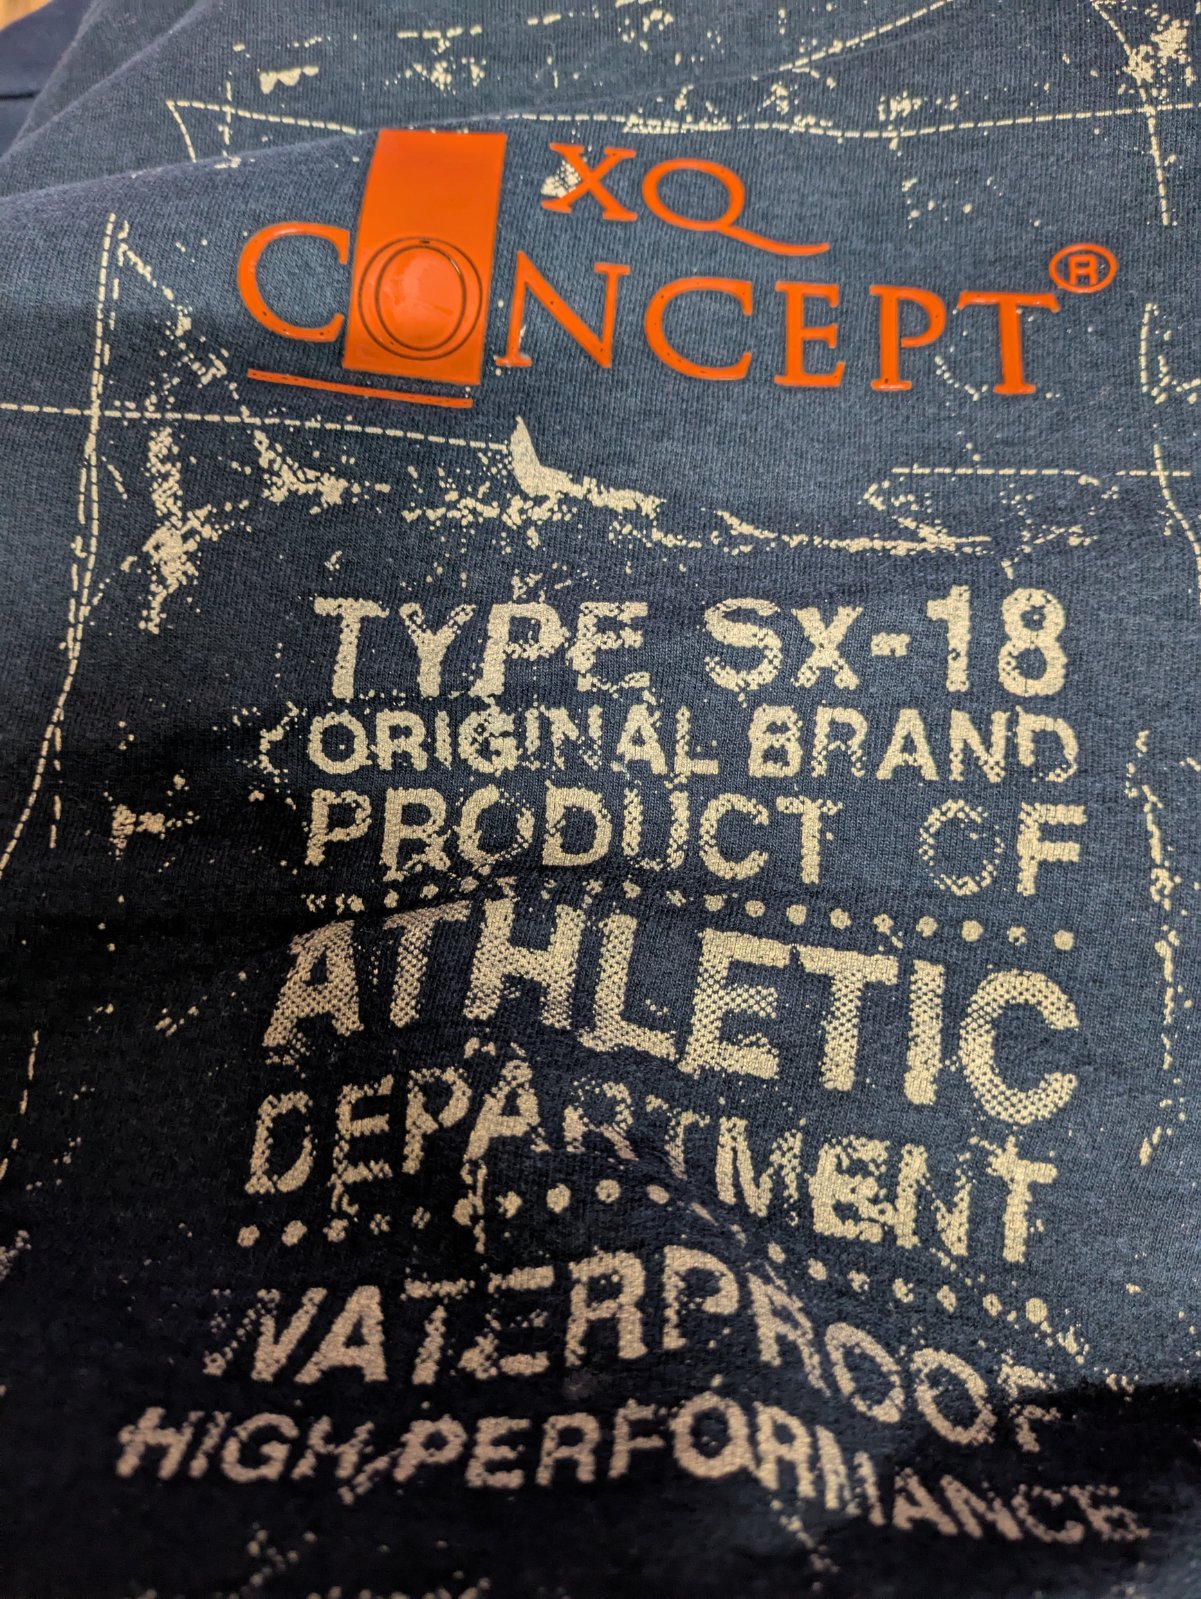 XQ
CONCEPT®
TYPE SX-18
ORIGINAL BRAND
PRODUCT OF
ATHLETIC
DEPARTMENT
WATERPROOF
HIGH,PERFORMANCE